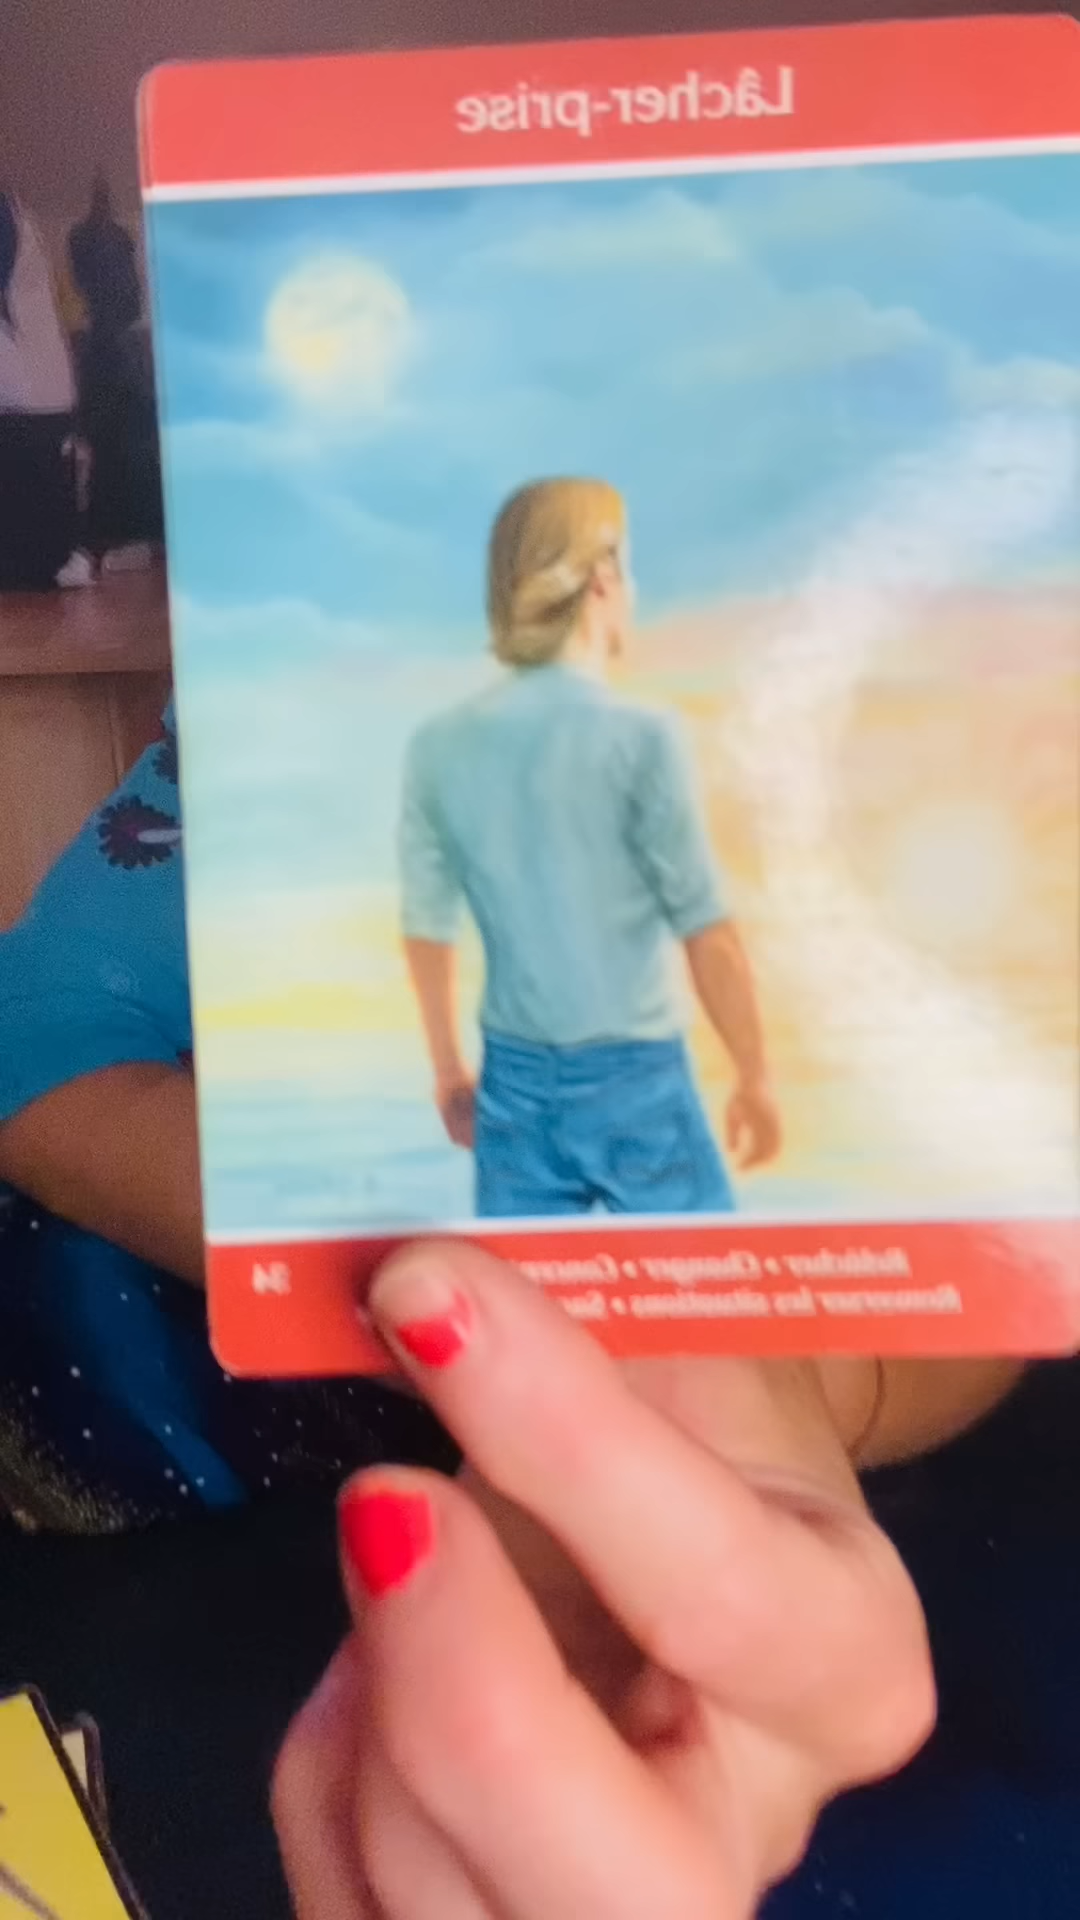 Lâcher-prise
Relâcher • Changer •
Renverser les situations •
34